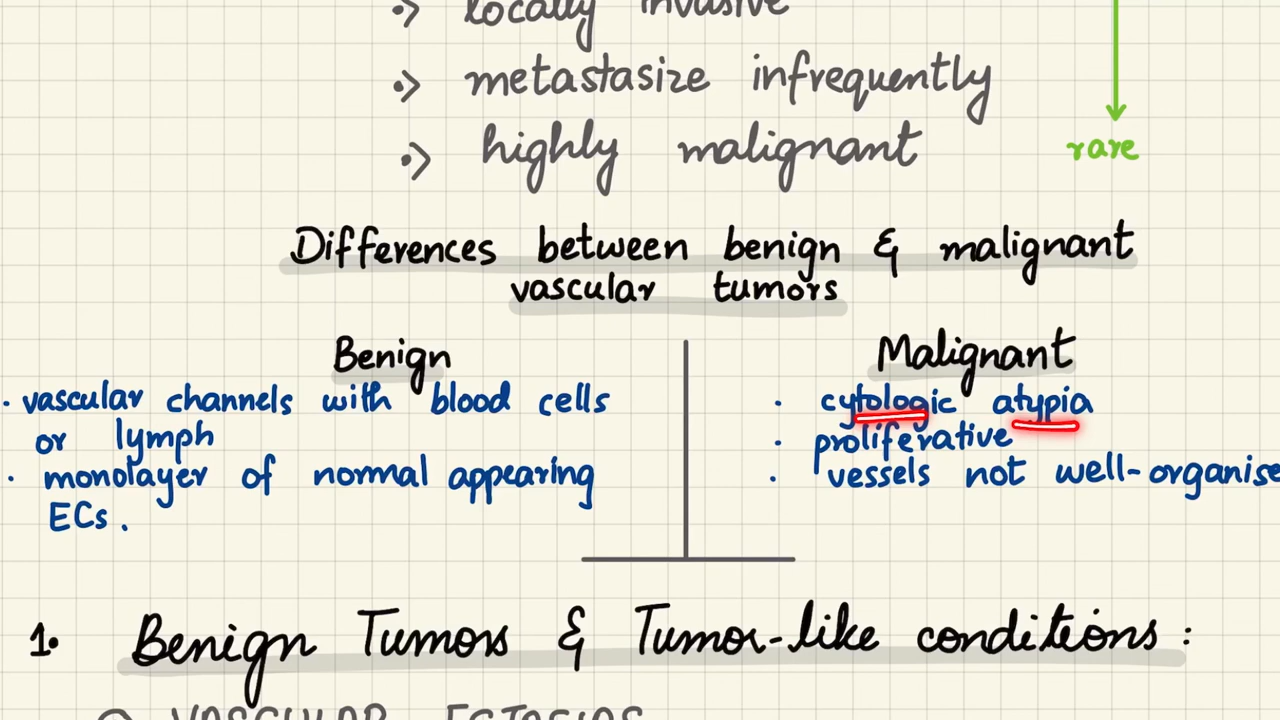 ·> locally invasive
·> metastasize infrequently
·> highly malignant
rare
Differences between benign & malignant
vascular tumors
Benign
· vascular channels with blood cells
or lymph
· monolayer of normal appearing
ECs.
Malignant
· cytologic atypia
· proliferative
· vessels not well-organise
1. Benign Tumors & Tumor-like conditions :
VASCULAR ECTASIAS